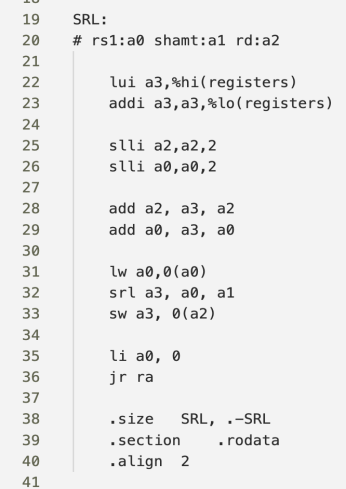 19 SRL:
20 # rs1:a0 shamt:a1 rd:a2
21
22 lui a3,%hi(registers)
23 addi a3,a3,%lo(registers)
24
25 slli a2,a2,2
26 slli a0,a0,2
27
28 add a2, a3, a2
29 add a0, a3, a0
30
31 lw a0,0(a0)
32 srl a3, a0, a1
33 sw a3, 0(a2)
34
35 li a0, 0
36 jr ra
37
38 .size SRL, .-SRL
39 .section .rodata
40 .align 2
41